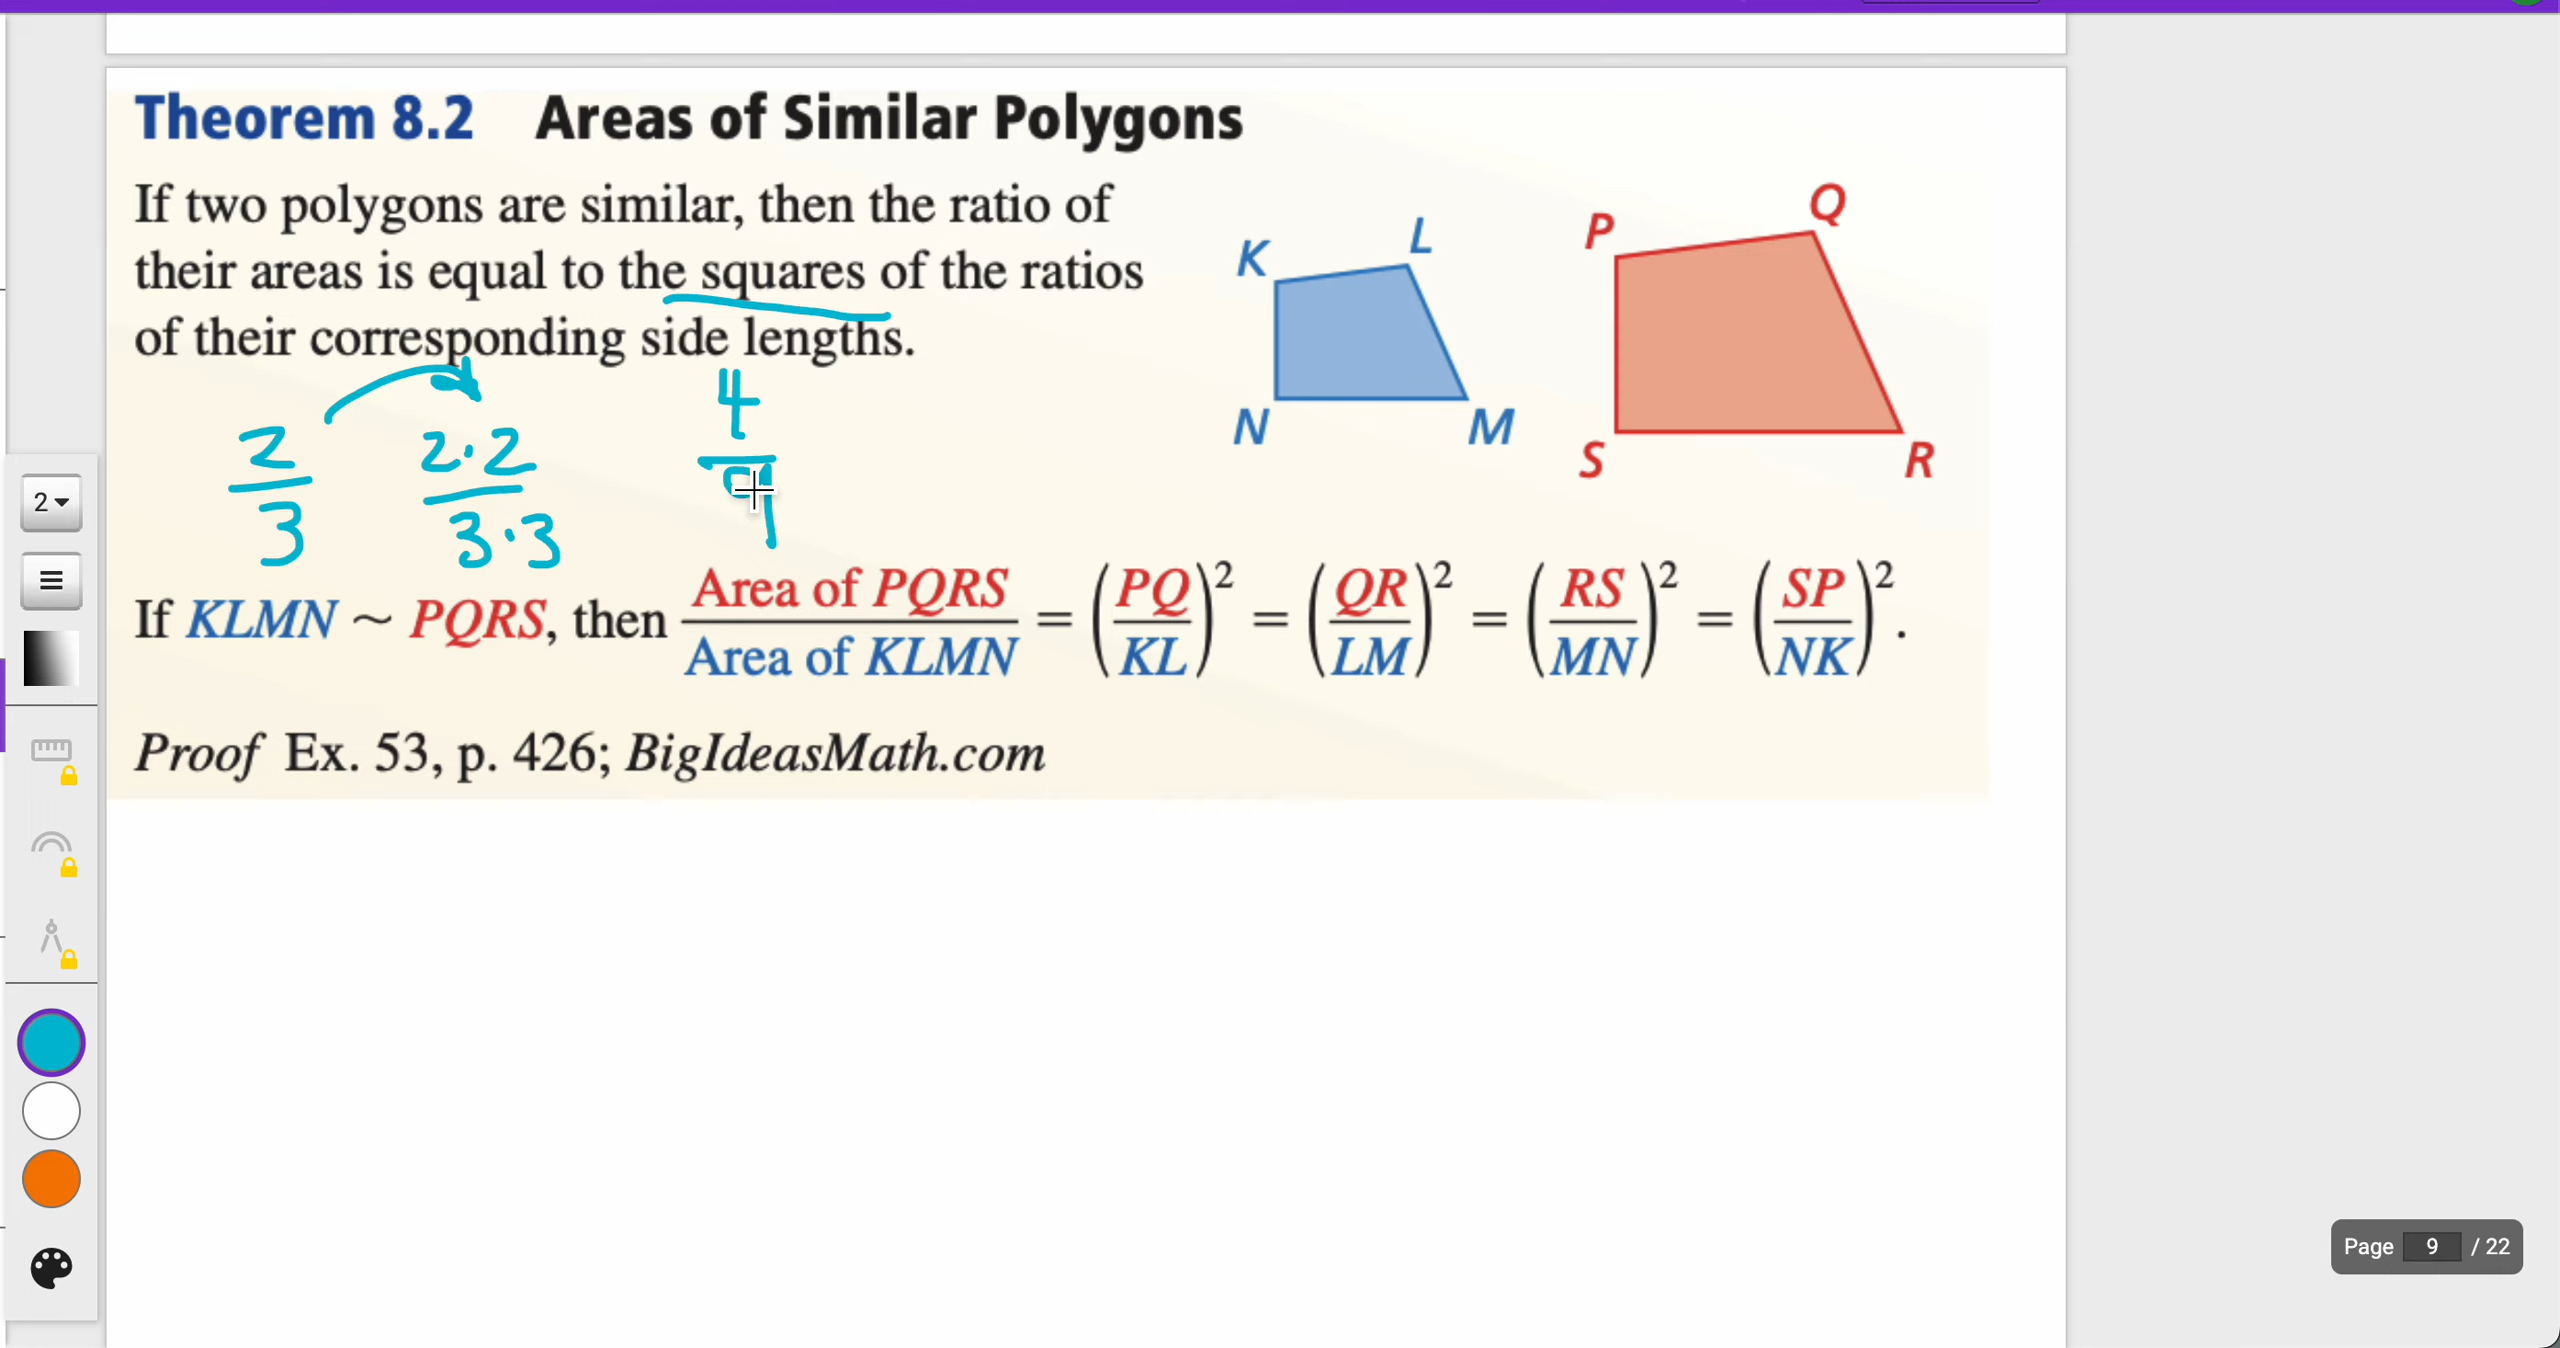 Theorem 8.2 Areas of Similar Polygons
If two polygons are similar, then the ratio of
their areas is equal to the squares of the ratios
of their corresponding side lengths.
K L N M
P Q S R
2/3 2·2/3·3 4/9
If KLMN ~ PQRS, then Area of PQRS/Area of KLMN = (PQ/KL)² = (QR/LM)² = (RS/MN)² = (SP/NK)².
Proof Ex. 53, p. 426; BigIdeasMath.com
2
Page 9 / 22